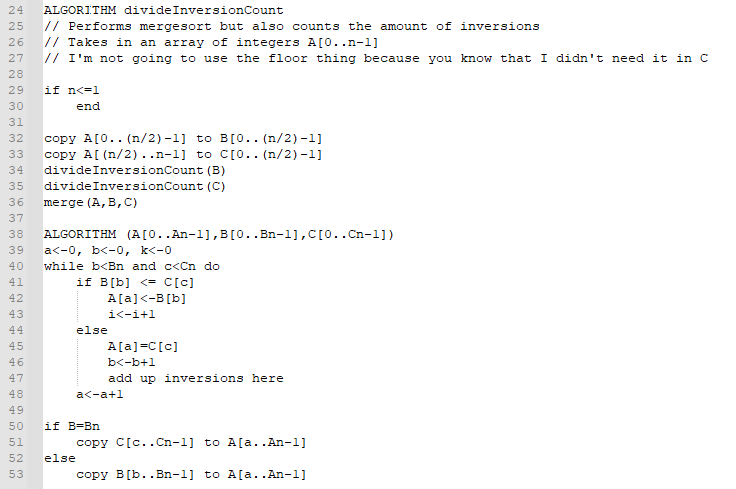 24 ALGORITHM divideInversionCount
25 // Performs mergesort but also counts the amount of inversions
26 // Takes in an array of integers A[0..n-1]
27 // I'm not going to use the floor thing because you know that I didn't need it in C
28
29 if n<=1
30     end
31
32 copy A[0..(n/2)-1] to B[0..(n/2)-1]
33 copy A[(n/2)..n-1] to C[0..(n/2)-1]
34 divideInversionCount(B)
35 divideInversionCount(C)
36 merge(A,B,C)
37
38 ALGORITHM (A[0..An-1],B[0..Bn-1],C[0..Cn-1])
39 a<-0, b<-0, k<-0
40 while b<Bn and c<Cn do
41     if B[b] <= C[c]
42         A[a]<-B[b]
43         i<-i+1
44     else
45         A[a]=C[c]
46         b<-b+1
47         add up inversions here
48     a<-a+1
49
50 if B=Bn
51     copy C[c..Cn-1] to A[a..An-1]
52 else
53     copy B[b..Bn-1] to A[a..An-1]